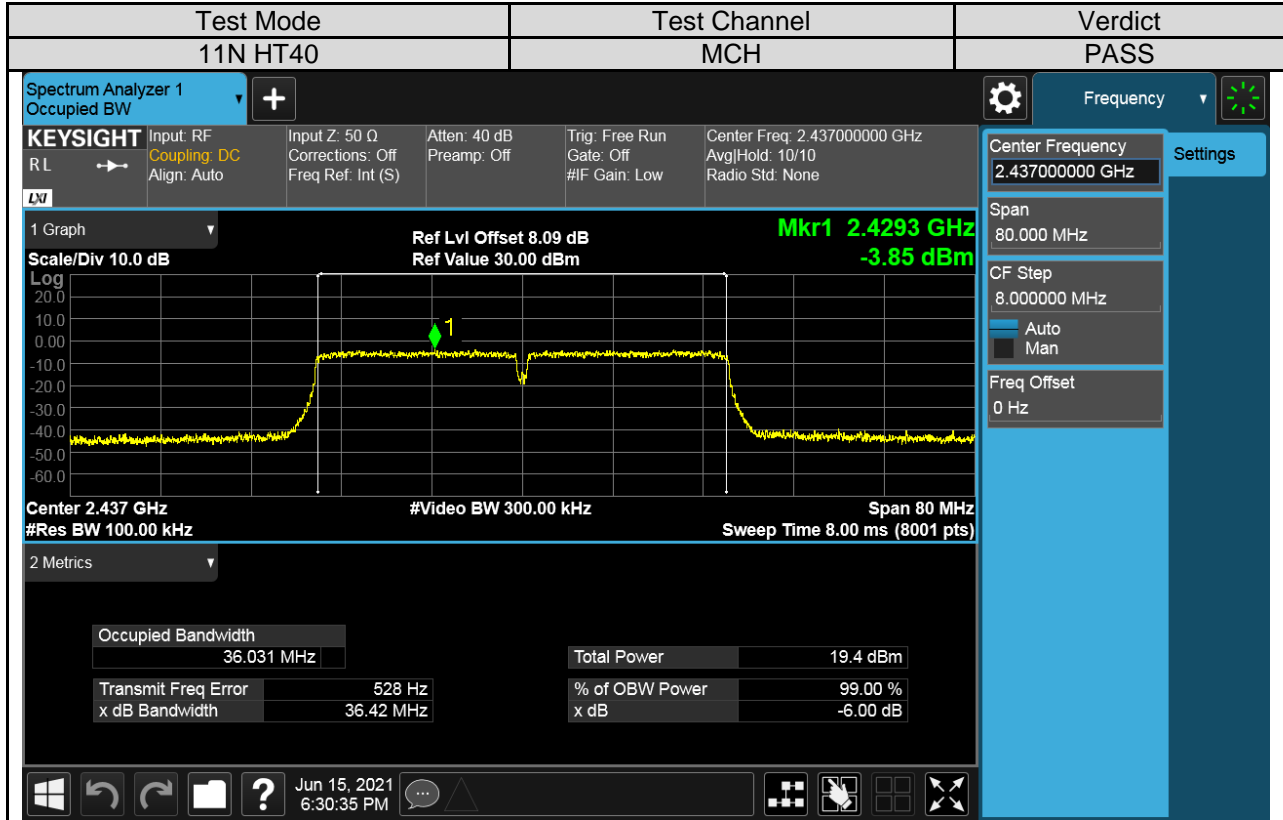 Test Mode Test Channel Verdict
11N HT40 MCH PASS
Spectrum Analyzer 1
Occupied BW
Frequency
KEYSIGHT Input: RF Input Z: 50 Ω Atten: 40 dB Trig: Free Run Center Freq: 2.437000000 GHz
RL Coupling: DC Corrections: Off Preamp: Off Gate: Off Avg|Hold: 10/10
Align: Auto Freq Ref: Int (S) #IF Gain: Low Radio Std: None
LXI
Center Frequency
2.437000000 GHz
Settings
Span
80.000 MHz
CF Step
8.000000 MHz
Auto
Man
Freq Offset
0 Hz
1 Graph Ref Lvl Offset 8.09 dB Mkr1 2.4293 GHz
Scale/Div 10.0 dB Ref Value 30.00 dBm -3.85 dBm
Log
20.0
10.0
1
0.00
-10.0
-20.0
-30.0
-40.0
-50.0
-60.0
Center 2.437 GHz #Video BW 300.00 kHz Span 80 MHz
#Res BW 100.00 kHz Sweep Time 8.00 ms (8001 pts)
2 Metrics
Occupied Bandwidth
36.031 MHz Total Power 19.4 dBm
Transmit Freq Error 528 Hz % of OBW Power 99.00 %
x dB Bandwidth 36.42 MHz x dB -6.00 dB
? Jun 15, 2021
6:30:35 PM